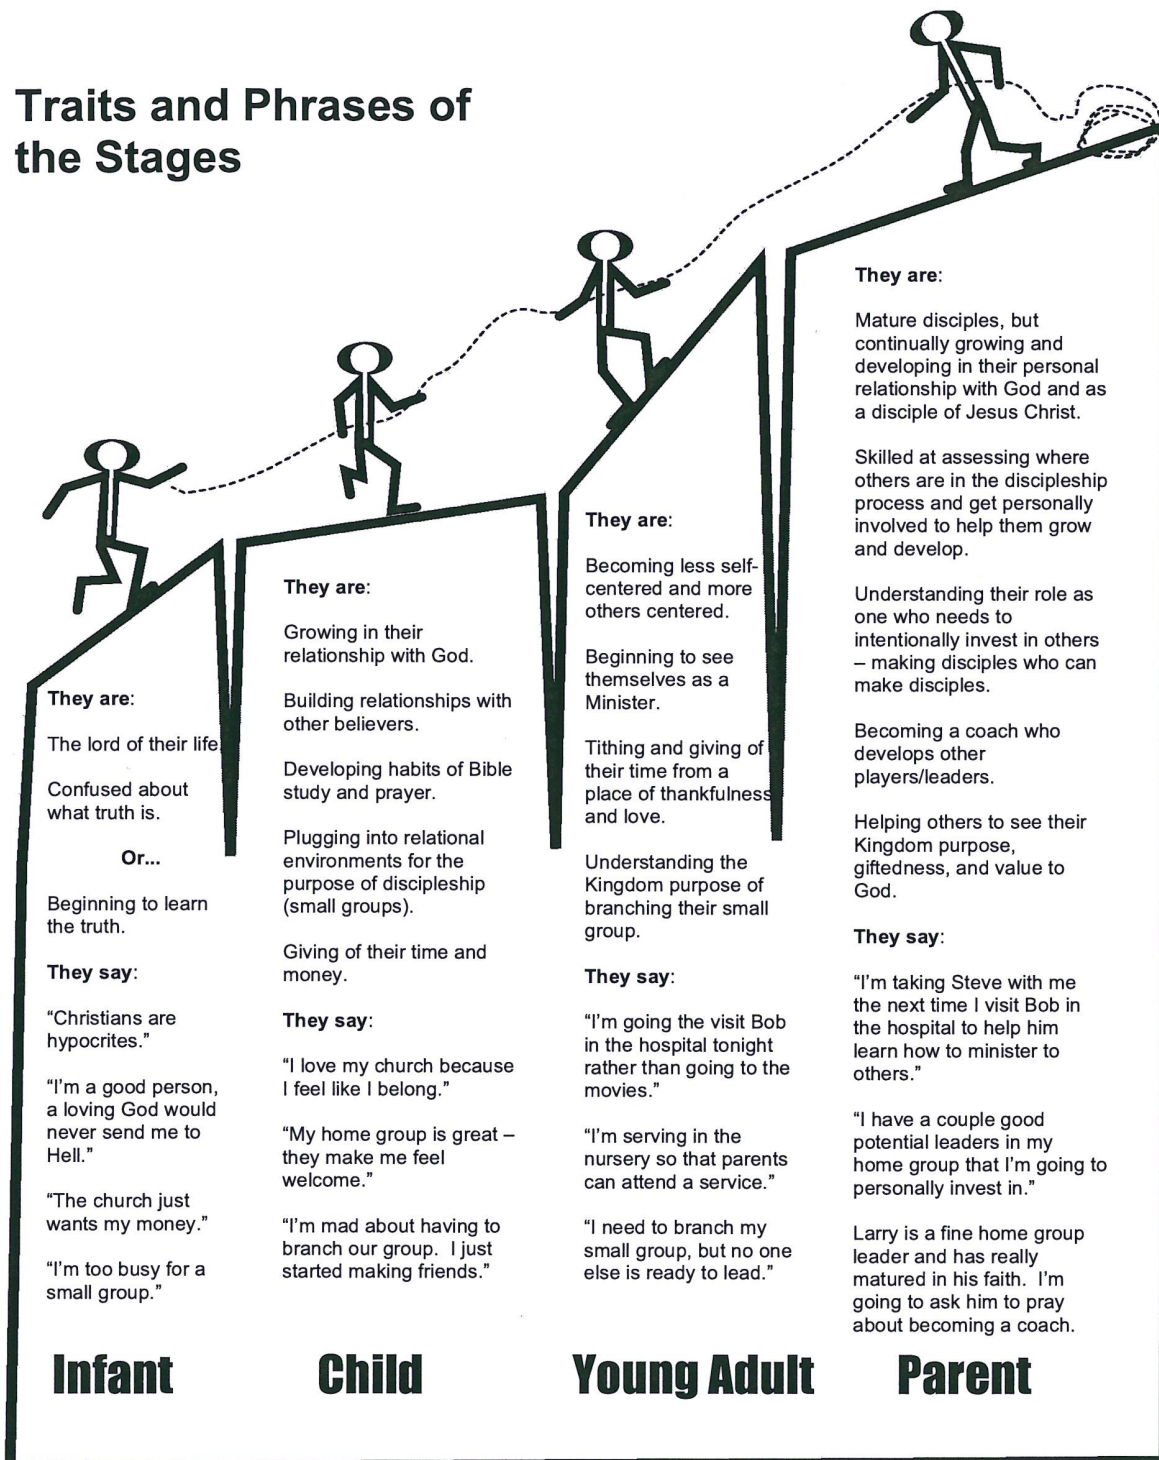 Traits and Phrases of
the Stages
They are:
The lord of their life
Confused about
what truth is.
Or...
Beginning to learn
the truth.
They say:
“Christians are
hypocrites.”
“I’m a good person,
a loving God would
never send me to
Hell.”
“The church just
wants my money.”
“I’m too busy for a
small group.”
Infant
They are:
Growing in their
relationship with God.
Building relationships with
other believers.
Developing habits of Bible
study and prayer.
Plugging into relational
environments for the
purpose of discipleship
(small groups).
Giving of their time and
money.
They say:
“I love my church because
I feel like I belong.”
“My home group is great –
they make me feel
welcome.”
“I’m mad about having to
branch our group.  I just
started making friends.”
Child
They are:
Becoming less self-
centered and more
others centered.
Beginning to see
themselves as a
Minister.
Tithing and giving of
their time from a
place of thankfulness
and love.
Understanding the
Kingdom purpose of
branching their small
group.
They say:
“I’m going the visit Bob
in the hospital tonight
rather than going to the
movies.”
“I’m serving in the
nursery so that parents
can attend a service.”
“I need to branch my
small group, but no one
else is ready to lead.”
Young Adult
They are:
Mature disciples, but
continually growing and
developing in their personal
relationship with God and as
a disciple of Jesus Christ.
Skilled at assessing where
others are in the discipleship
process and get personally
involved to help them grow
and develop.
Understanding their role as
one who needs to
intentionally invest in others
– making disciples who can
make disciples.
Becoming a coach who
develops other
players/leaders.
Helping others to see their
Kingdom purpose,
giftedness, and value to
God.
They say:
“I’m taking Steve with me
the next time I visit Bob in
the hospital to help him
learn how to minister to
others.”
“I have a couple good
potential leaders in my
home group that I’m going to
personally invest in.”
Larry is a fine home group
leader and has really
matured in his faith.  I’m
going to ask him to pray
about becoming a coach.
Parent